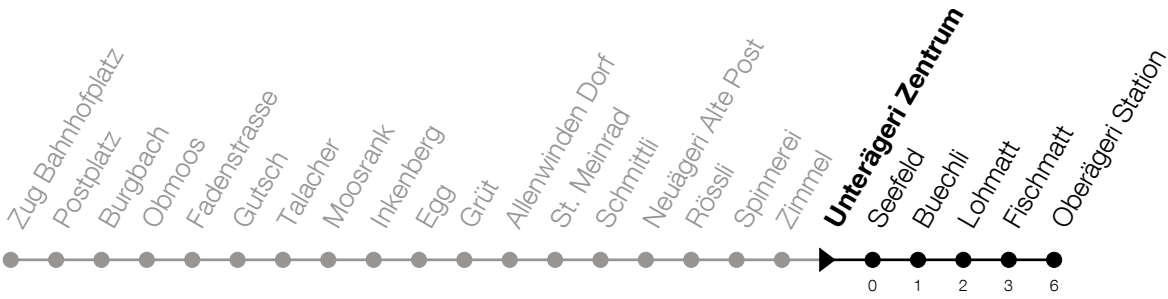 Zug Bahnhofplatz
Postplatz
Burgbach
Obmoos
Fadenstrasse
Gutsch
Talacher
Moosrank
Inkenberg
Egg
Grüt
Allenwinden Dorf
St. Meinrad
Schmittli
Neuägeri Alte Post
Rössli
Spinnerei
Zimmel
Unterägeri Zentrum
Seefeld
Buechli
Lohmatt
Fischmatt
Oberägeri Station
0 1 2 3 6